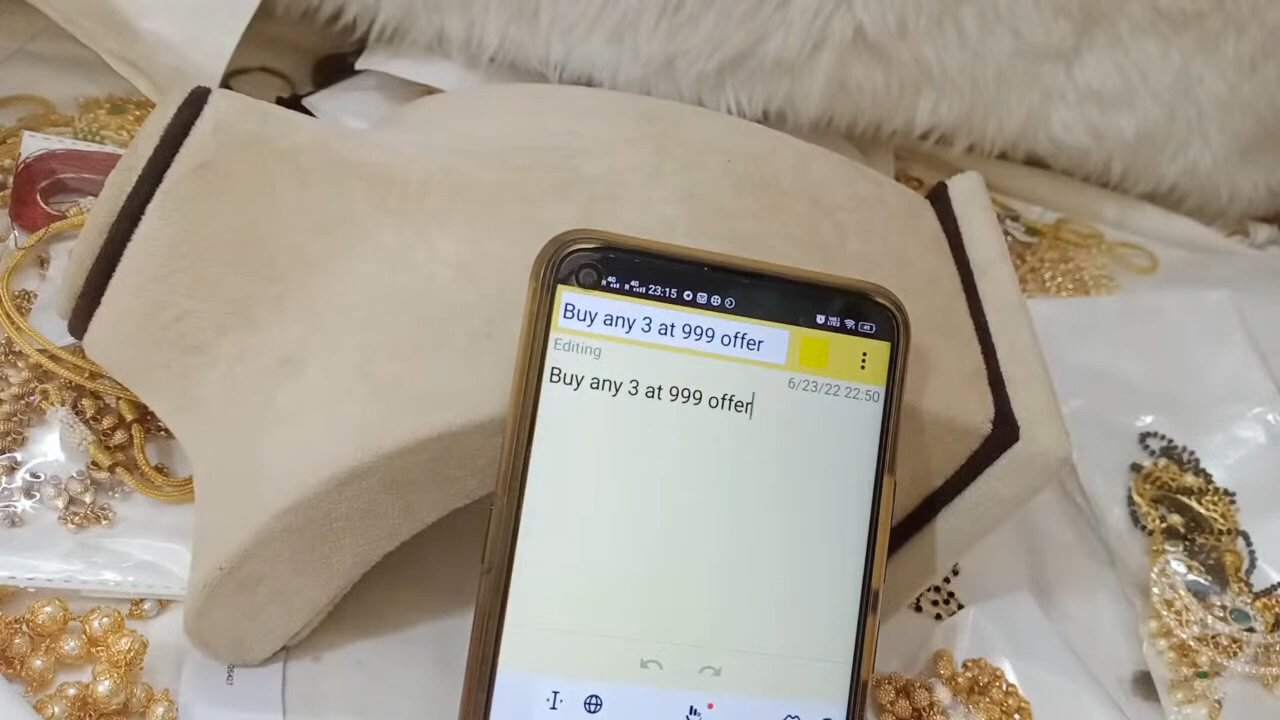 23:15
Buy any 3 at 999 offer
Editing
6/23/22 22:50
Buy any 3 at 999 offer